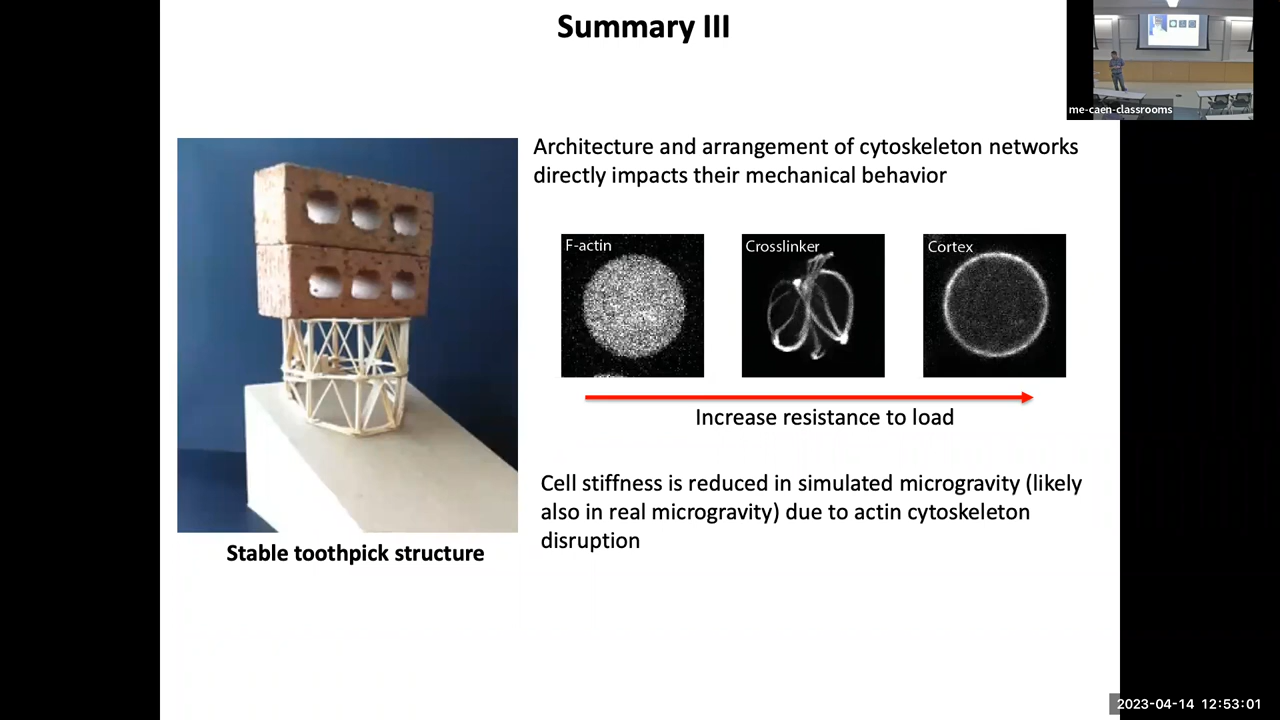 Summary III
me-caen-classrooms
Architecture and arrangement of cytoskeleton networks
directly impacts their mechanical behavior
F-actin
Crosslinker
Cortex
Increase resistance to load
Cell stiffness is reduced in simulated microgravity (likely
also in real microgravity) due to actin cytoskeleton
disruption
Stable toothpick structure
2023-04-14 12:53:01